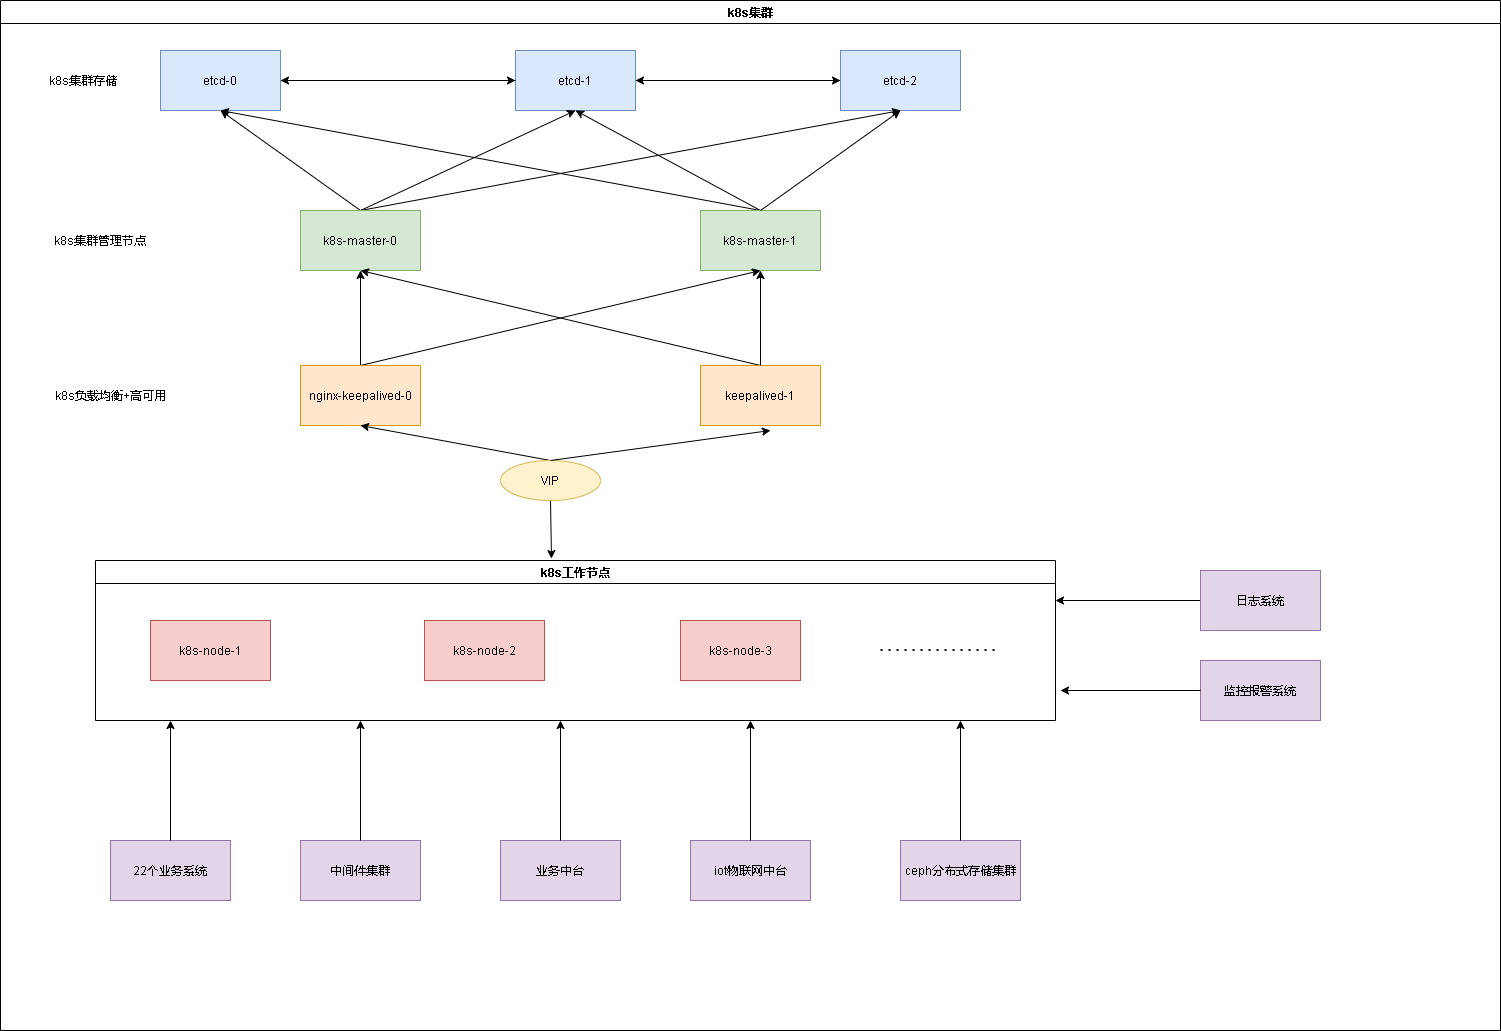 k8s集群
k8s集群存储
etcd-0
etcd-1
etcd-2
k8s集群管理节点
k8s-master-0
k8s-master-1
k8s负载均衡+高可用
nginx-keepalived-0
keepalived-1
VIP
k8s工作节点
k8s-node-1
k8s-node-2
k8s-node-3
...............
日志系统
监控报警系统
22个业务系统
中间件集群
业务中台
iot物联网中台
ceph分布式存储集群